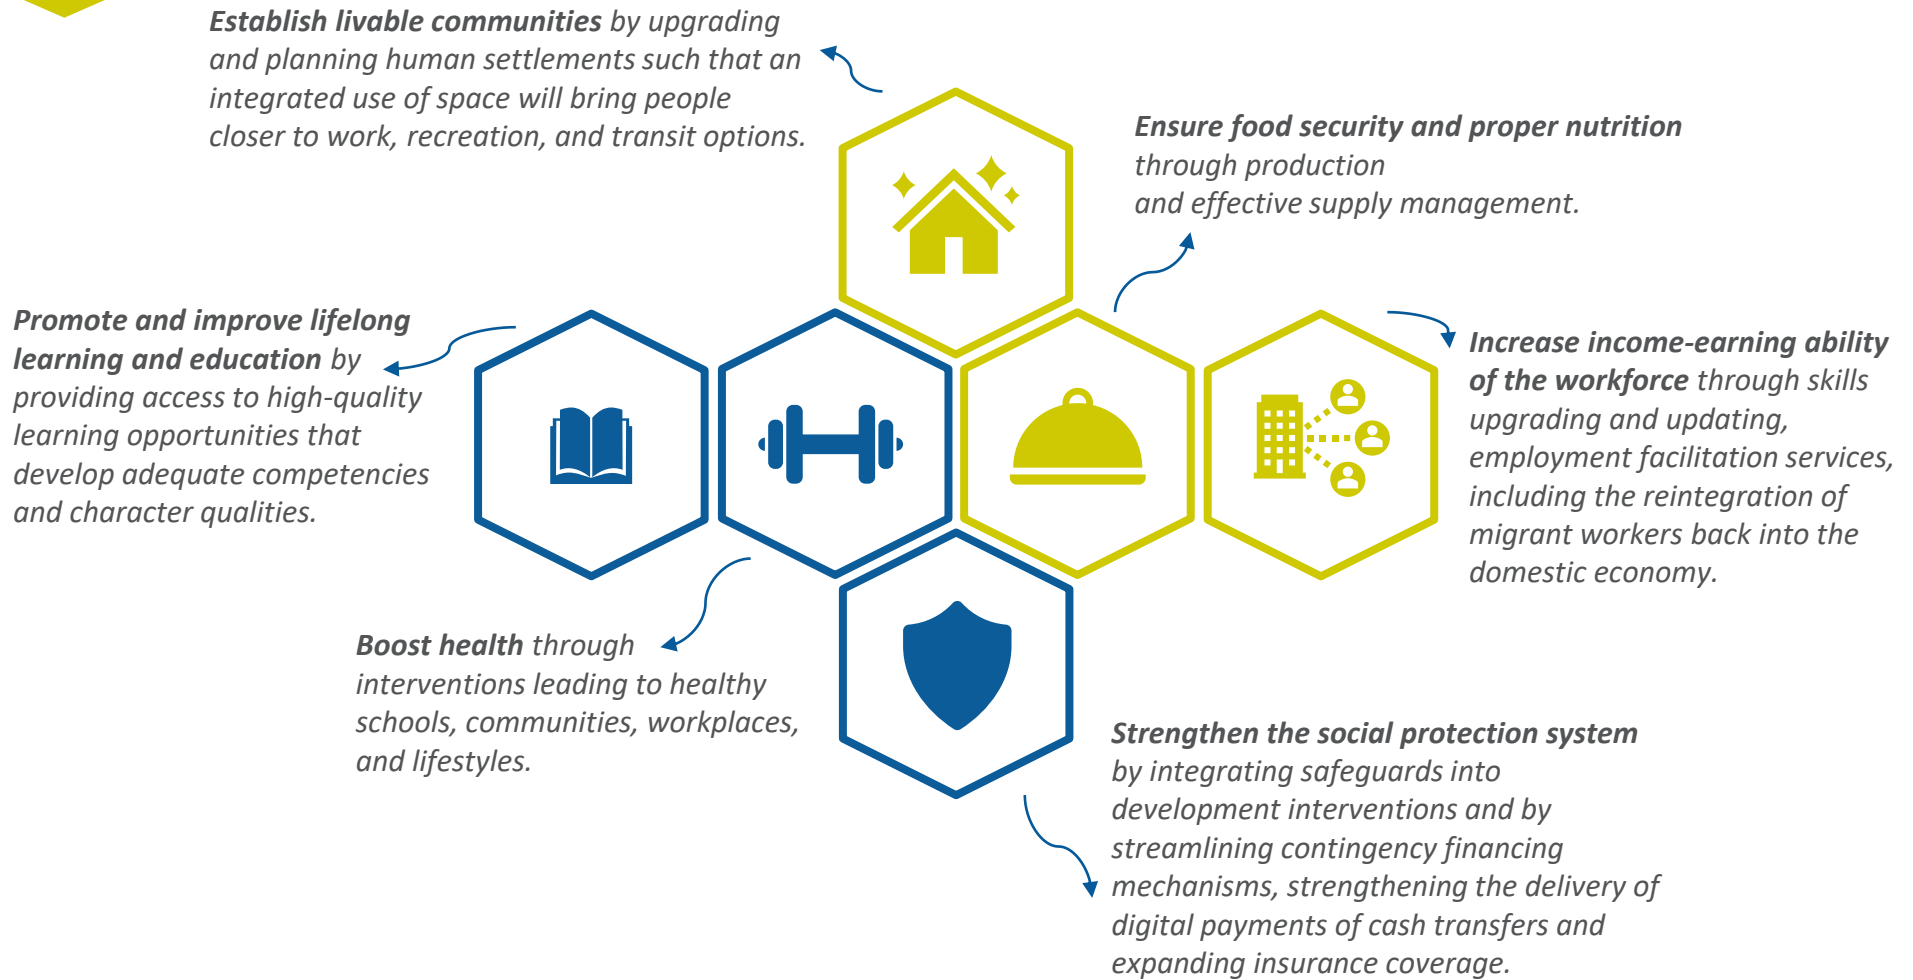 Establish livable communities by upgrading
and planning human settlements such that an
integrated use of space will bring people
closer to work, recreation, and transit options.
Ensure food security and proper nutrition
through production
and effective supply management.
Promote and improve lifelong
learning and education by
providing access to high-quality
learning opportunities that
develop adequate competencies
and character qualities.
Increase income-earning ability
of the workforce through skills
upgrading and updating,
employment facilitation services,
including the reintegration of
migrant workers back into the
domestic economy.
Boost health through
interventions leading to healthy
schools, communities, workplaces,
and lifestyles.
Strengthen the social protection system
by integrating safeguards into
development interventions and by
streamlining contingency financing
mechanisms, strengthening the delivery of
digital payments of cash transfers and
expanding insurance coverage.